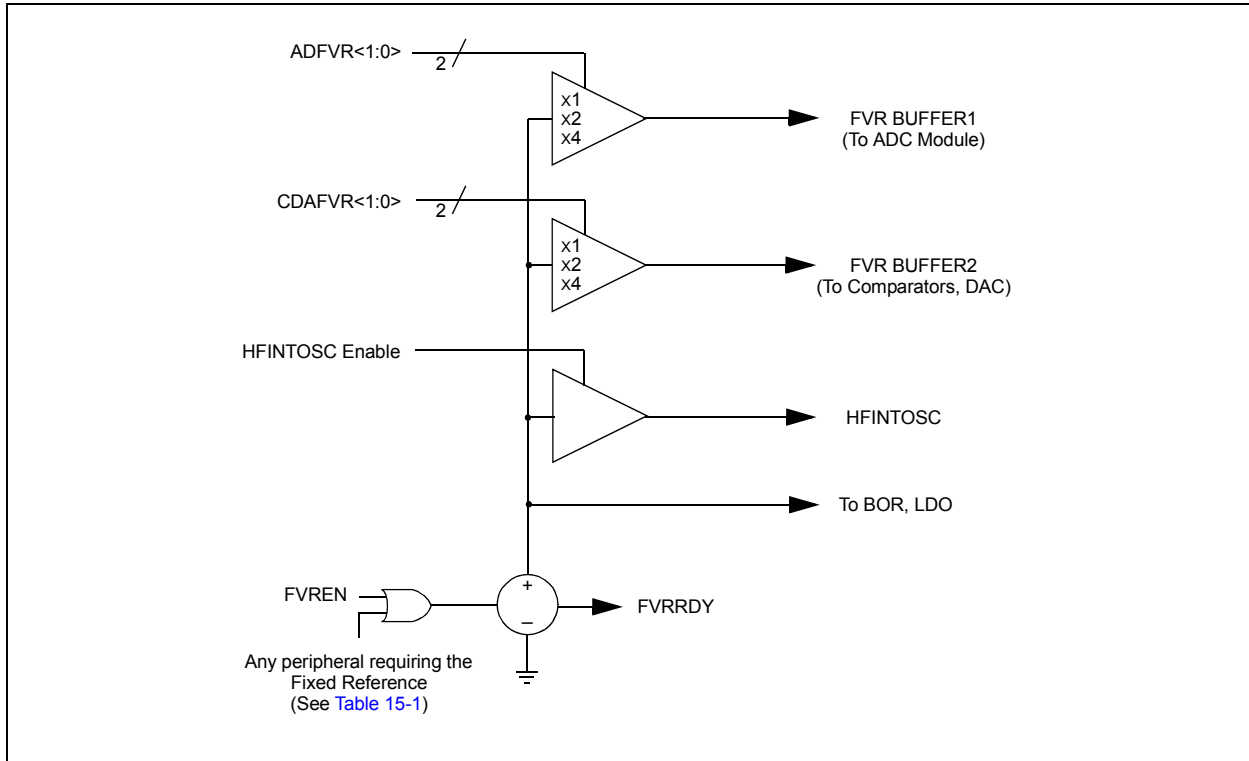 ADFVR<1:0>
2
x1
x2
x4
FVR BUFFER1
(To ADC Module)
CDAFVR<1:0>
2
x1
x2
x4
FVR BUFFER2
(To Comparators, DAC)
HFINTOSC Enable
HFINTOSC
To BOR, LDO
FVREN
+
–
FVRRDY
Any peripheral requiring the
Fixed Reference
(See Table 15-1)